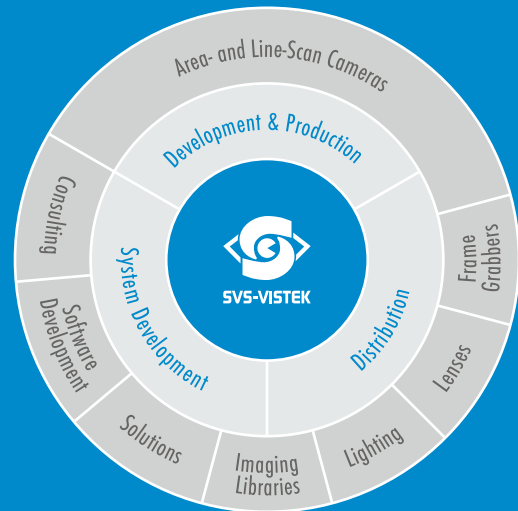 Area- and Line-Scan Cameras
Development & Production
Consulting
System Development
Software
Development
Solutions
Imaging
Libraries
Lighting
Lenses
Frame
Grabbers
Distribution
SVS-VISTEK